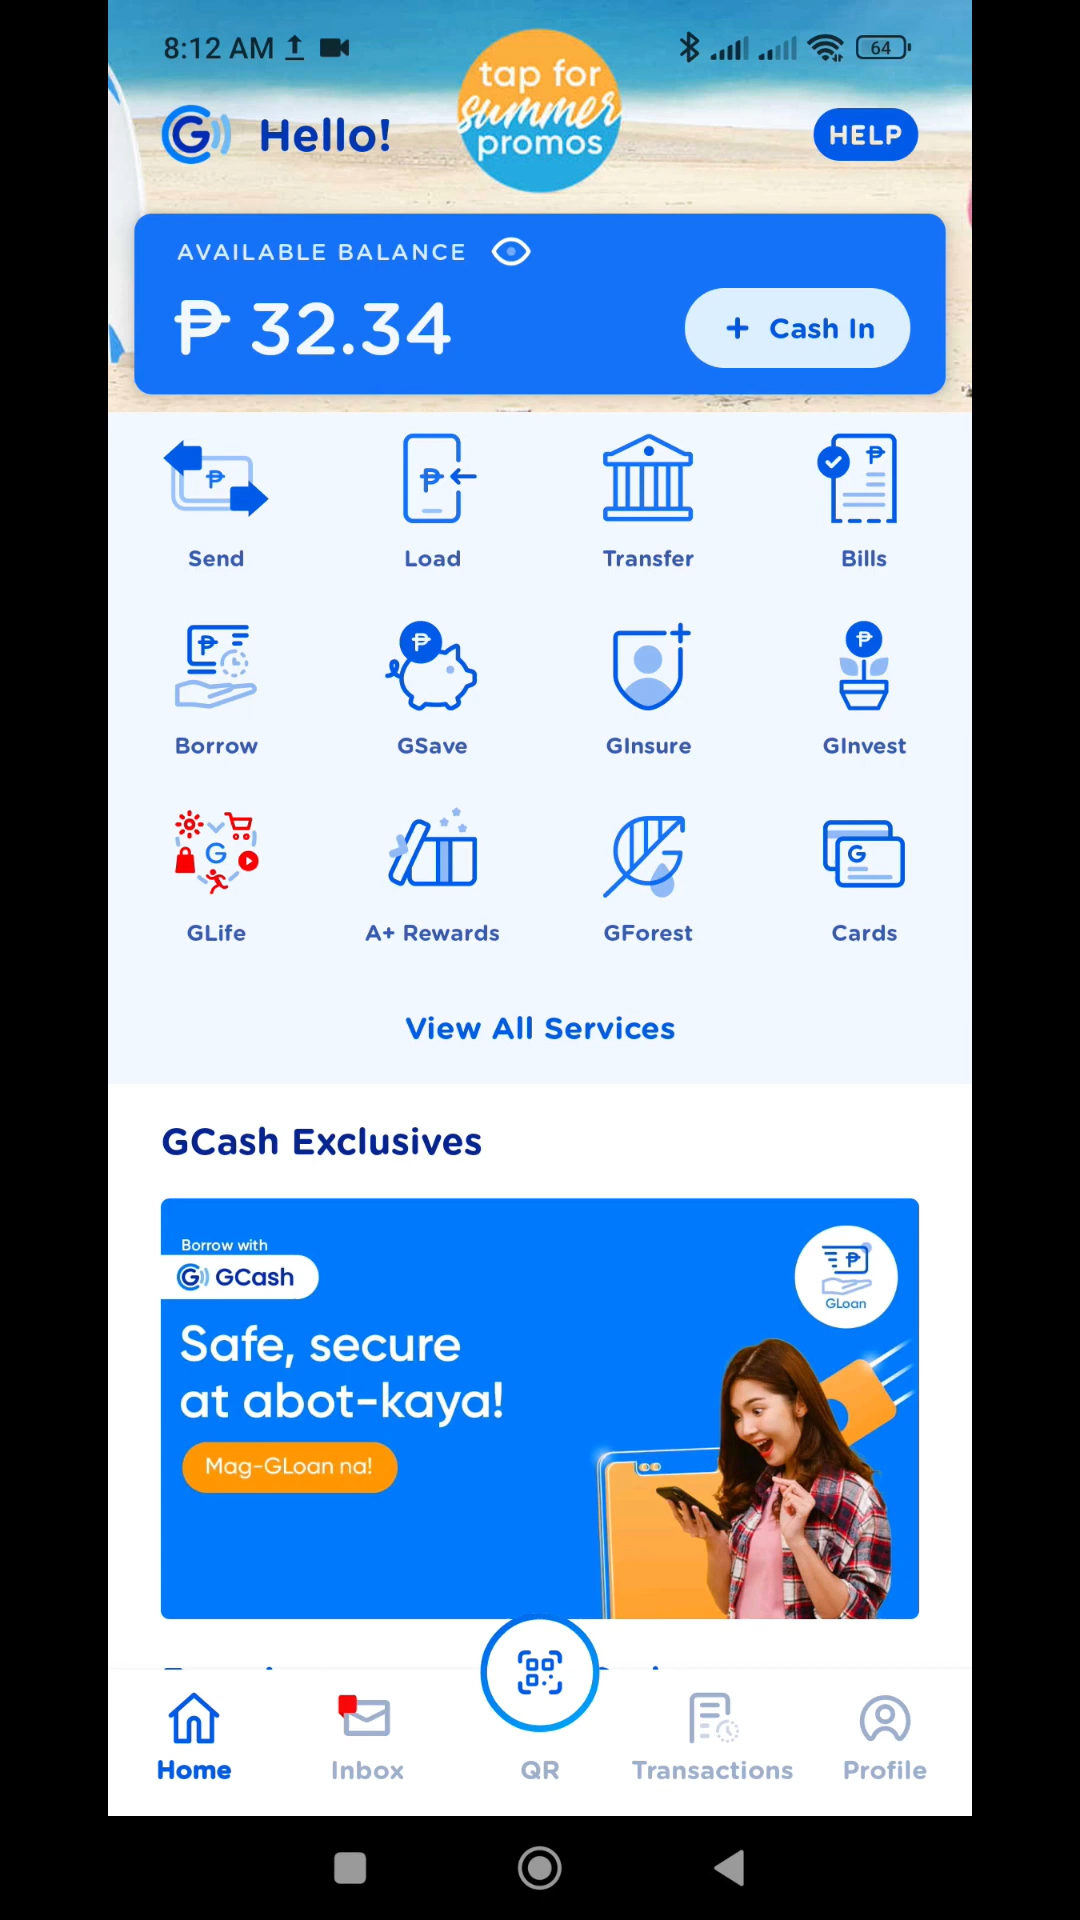 8:12 AM
64
tap for
summer
promos
Hello!
HELP
AVAILABLE BALANCE
₱ 32.34
+ Cash In
Send
Load
Transfer
Bills
Borrow
GSave
GInsure
GInvest
GLife
A+ Rewards
GForest
Cards
View All Services
GCash Exclusives
Borrow with
GCash
GLoan
Safe, secure
at abot-kaya!
Mag-GLoan na!
Home
Inbox
QR
Transactions
Profile